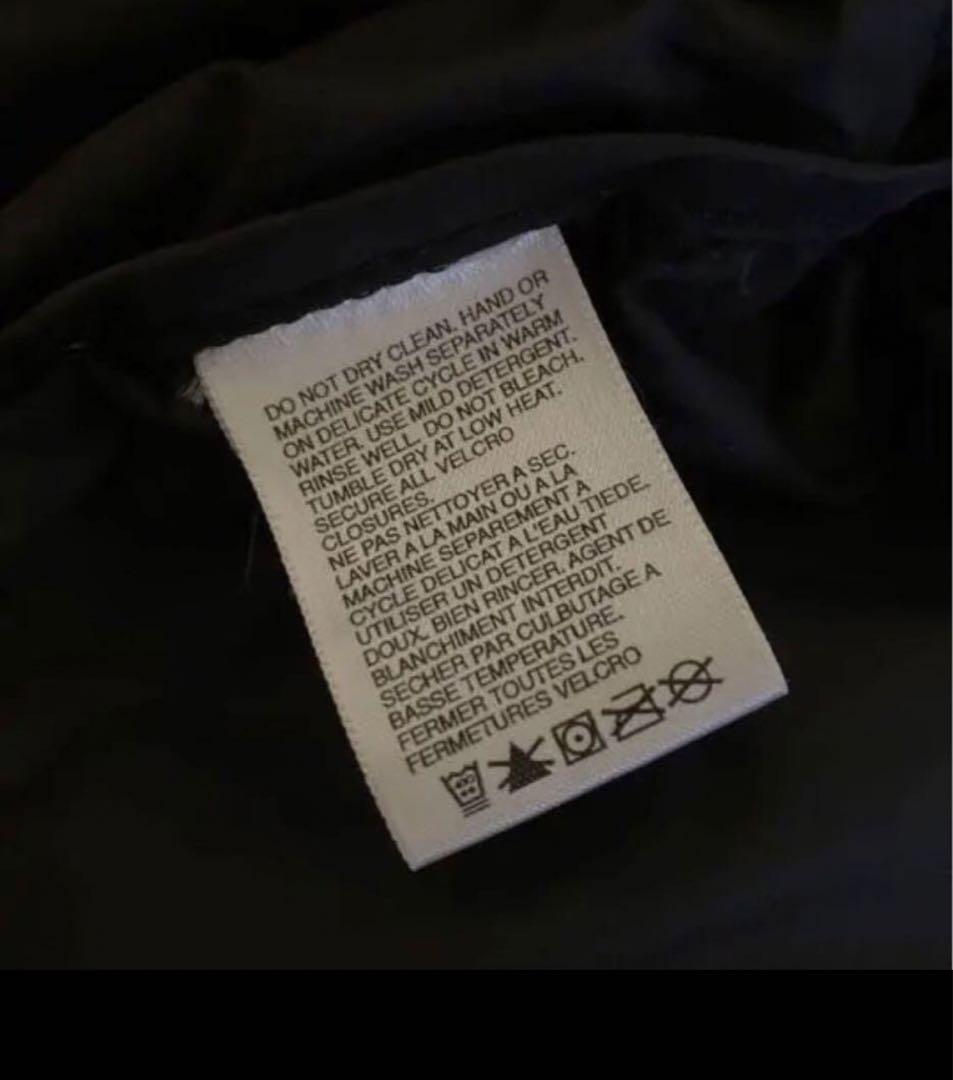 DO NOT DRY CLEAN. HAND OR
MACHINE WASH SEPARATELY
ON DELICATE CYCLE IN WARM
WATER. USE MILD DETERGENT.
RINSE WELL. DO NOT BLEACH.
TUMBLE DRY AT LOW HEAT.
SECURE ALL VELCRO
CLOSURES.
NE PAS NETTOYER A SEC.
LAVER A LA MAIN OU A LA
MACHINE SEPAREMENT A
CYCLE DELICAT A L'EAU TIEDE.
UTILISER UN DETERGENT
DOUX. BIEN RINCER, AGENT DE
BLANCHIMENT INTERDIT.
SECHER PAR CULBUTAGE A
BASSE TEMPERATURE.
FERMER TOUTES LES
FERMETURES VELCRO